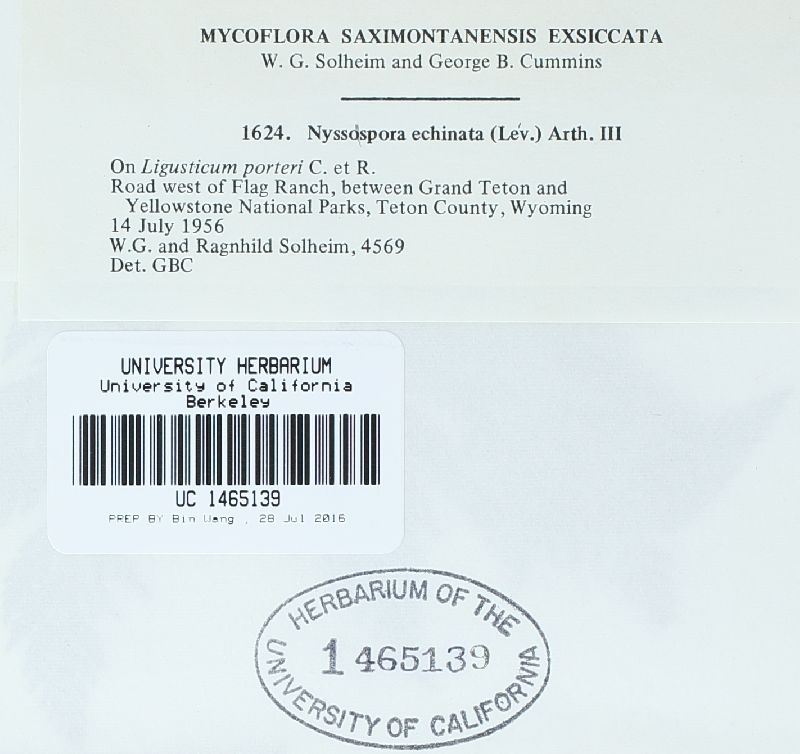 MYCOFLORA SAXIMONTANENSIS EXSICCATA
W. G. Solheim and George B. Cummins
1624. Nyssospora echinata (Lév.) Arth. III
On Ligusticum porteri C. et R.
Road west of Flag Ranch, between Grand Teton and
Yellowstone National Parks, Teton County, Wyoming
14 July 1956
W.G. and Ragnhild Solheim, 4569
Det. GBC
UNIVERSITY HERBARIUM
University of California
Berkeley
UC 1465139
PREP BY Bin Wang , 28 Jul 2016
HERBARIUM OF THE
1465139
UNIVERSITY OF CALIFORNIA